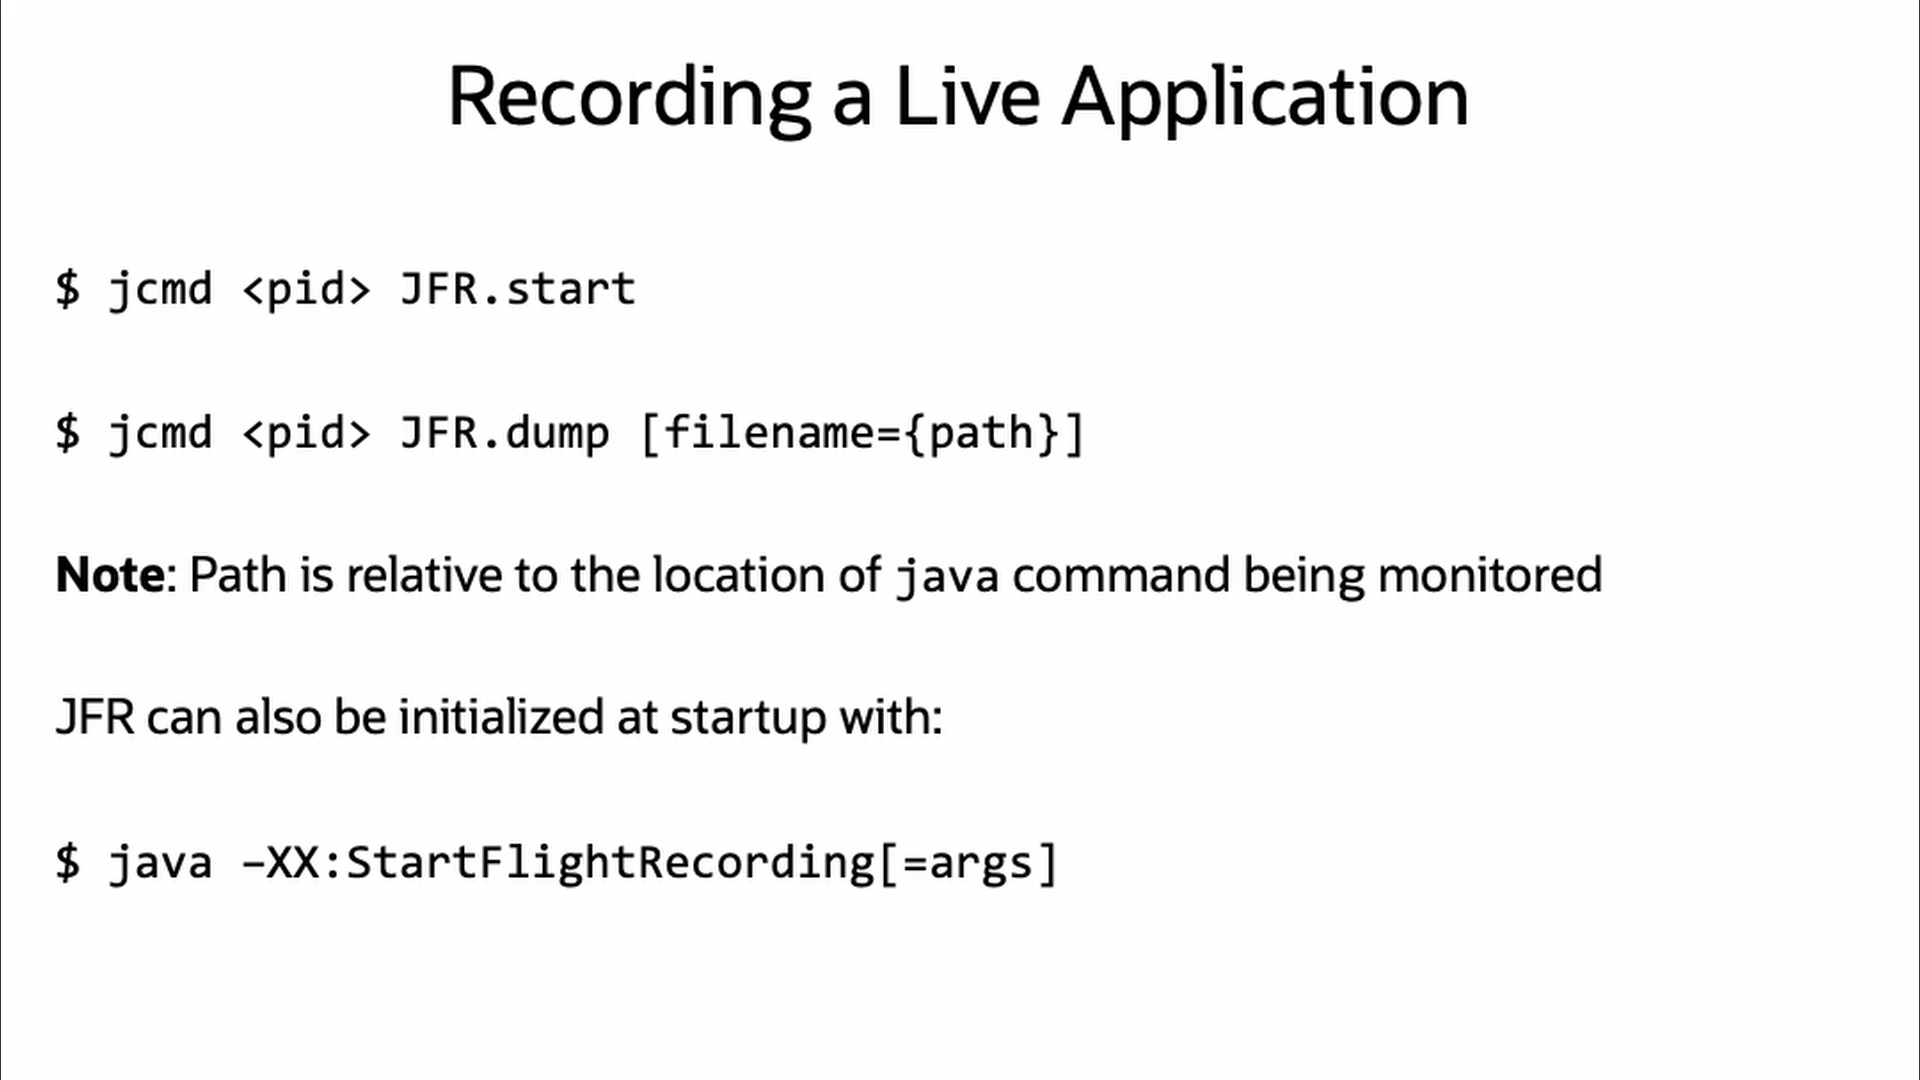 Recording a Live Application
$ jcmd <pid> JFR.start
$ jcmd <pid> JFR.dump [filename={path}]
Note: Path is relative to the location of java command being monitored
JFR can also be initialized at startup with:
$ java –XX:StartFlightRecording[=args]